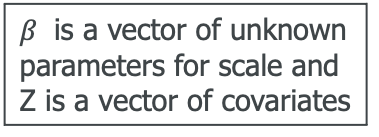 β is a vector of unknown
parameters for scale and
Z is a vector of covariates